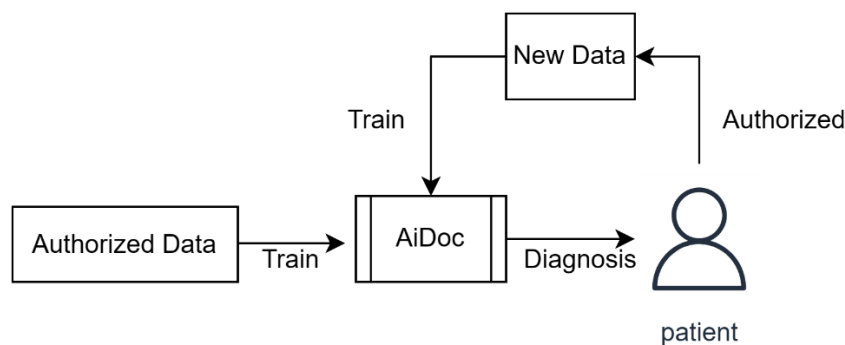 New Data
Train
Authorized
Authorized Data
Train
AiDoc
Diagnosis
patient